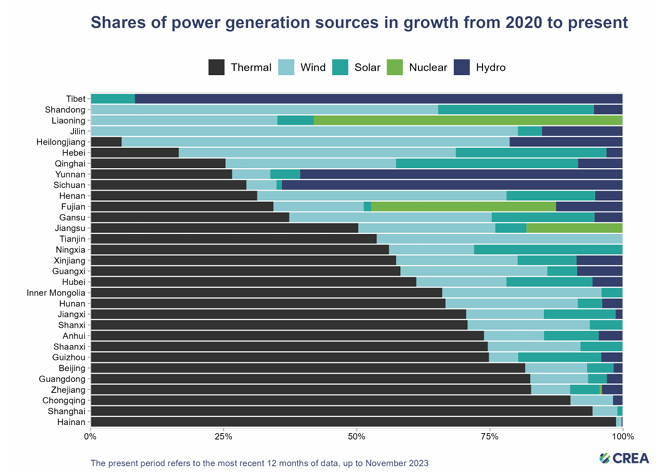 Shares of power generation sources in growth from 2020 to present
Thermal Wind Solar Nuclear Hydro
Tibet
Shandong
Liaoning
Jilin
Heilongjiang
Hebei
Qinghai
Yunnan
Sichuan
Henan
Fujian
Gansu
Jiangsu
Tianjin
Ningxia
Xinjiang
Guangxi
Hubei
Inner Mongolia
Hunan
Jiangxi
Shanxi
Anhui
Shaanxi
Guizhou
Beijing
Guangdong
Zhejiang
Chongqing
Shanghai
Hainan
0% 25% 50% 75% 100%
The present period refers to the most recent 12 months of data, up to November 2023
CREA